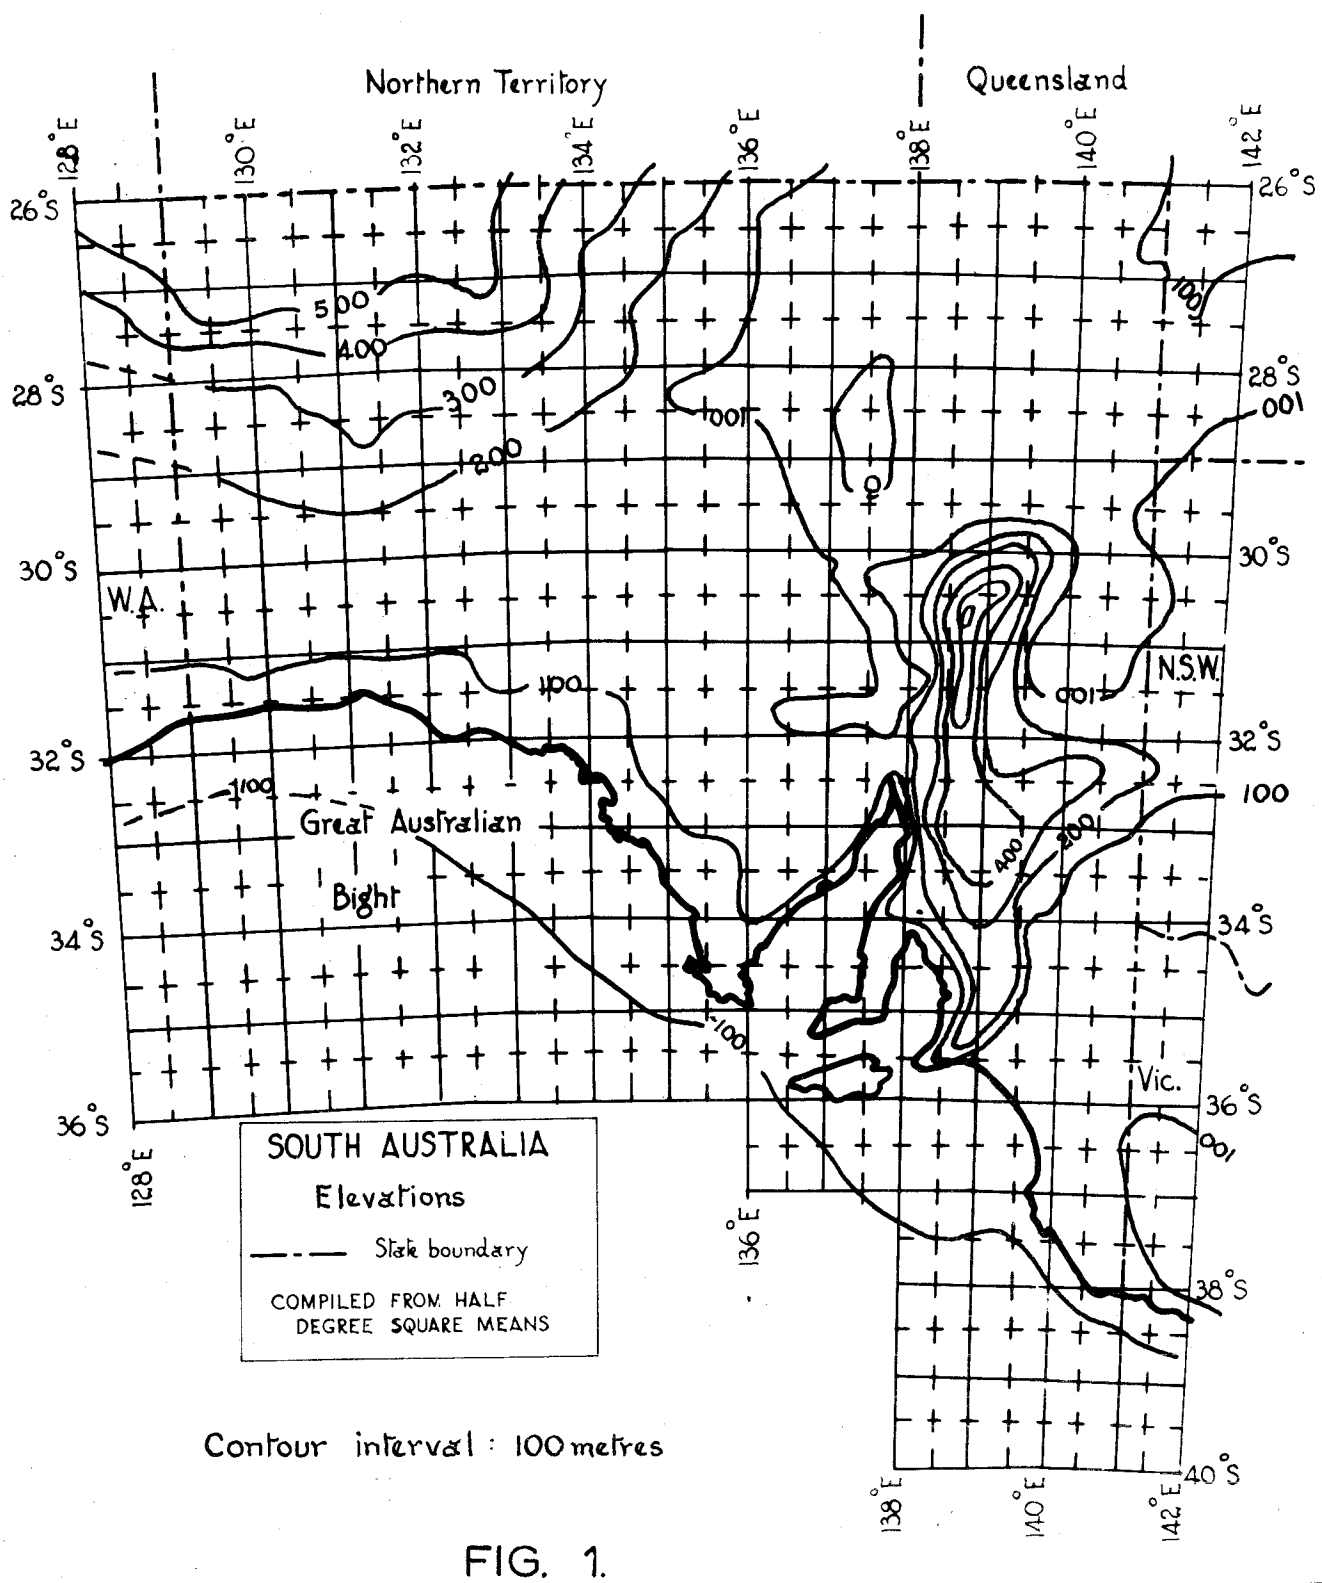 Northern Territory
Queensland
128°E
130°E
132°E
134°E
136°E
138°E
140°E
142°E
26°S
26°S
500
100
400
28°S
28°S
300
100
100
200
0
30°S
30°S
W.A.
N.S.W.
100
100
32°S
32°S
-100
100
Great Australian
200
400
Bight
34°S
34°S
-100
Vic.
36°S
36°S
100
128°E
SOUTH AUSTRALIA
Elevations
136°E
State boundary
38°S
COMPILED FROM HALF
DEGREE SQUARE MEANS
Contour interval : 100 metres
40°S
138°E
140°E
142°E
FIG. 1.